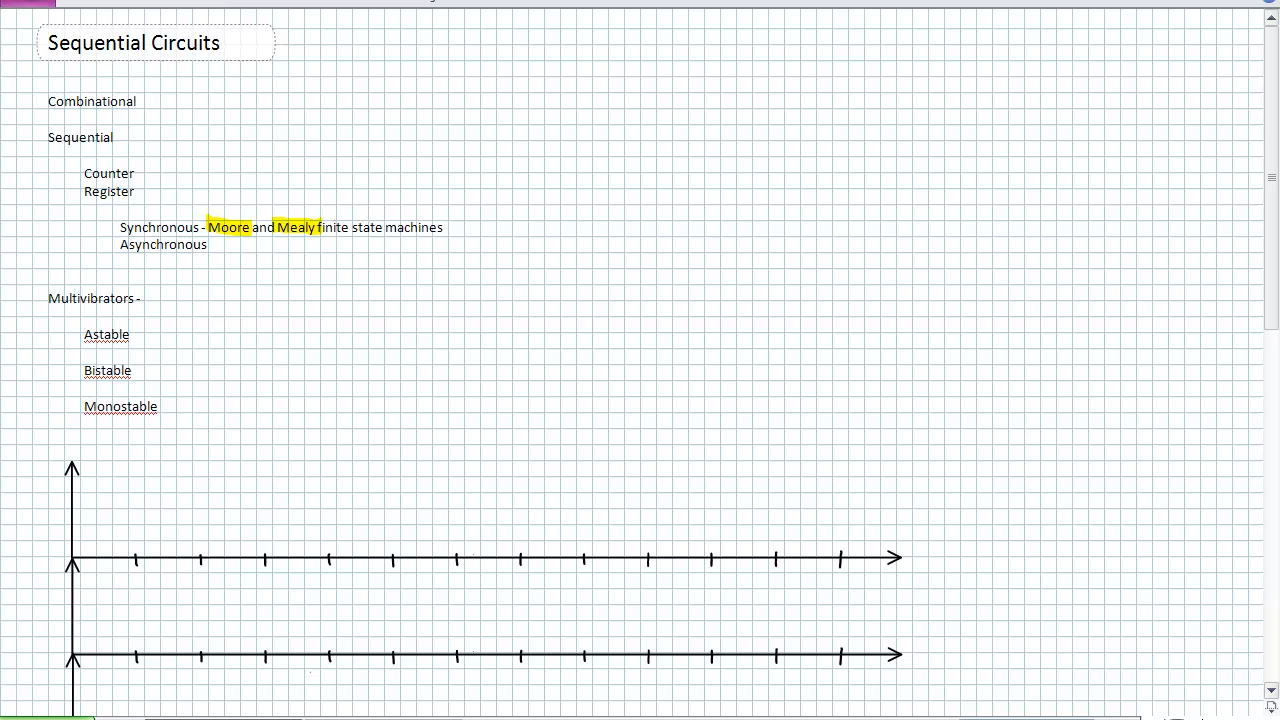 Sequential Circuits
Combinational
Sequential
Counter
Register
Synchronous - Moore and Mealy finite state machines
Asynchronous
Multivibrators -
Astable
Bistable
Monostable